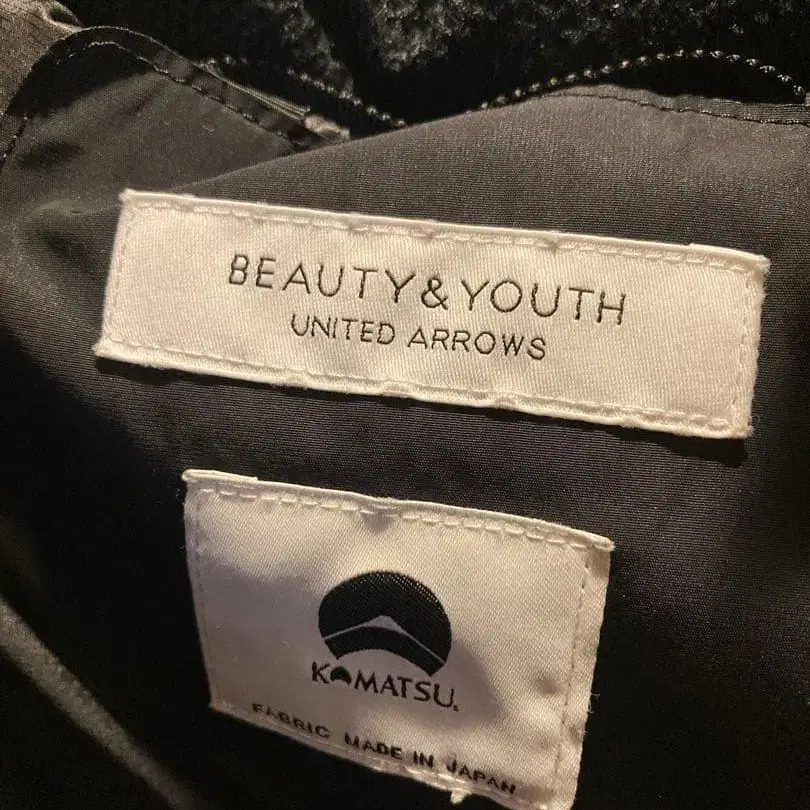 BEAUTY&YOUTH
UNITED ARROWS
KOMATSU.
FABRIC MADE IN JAPAN